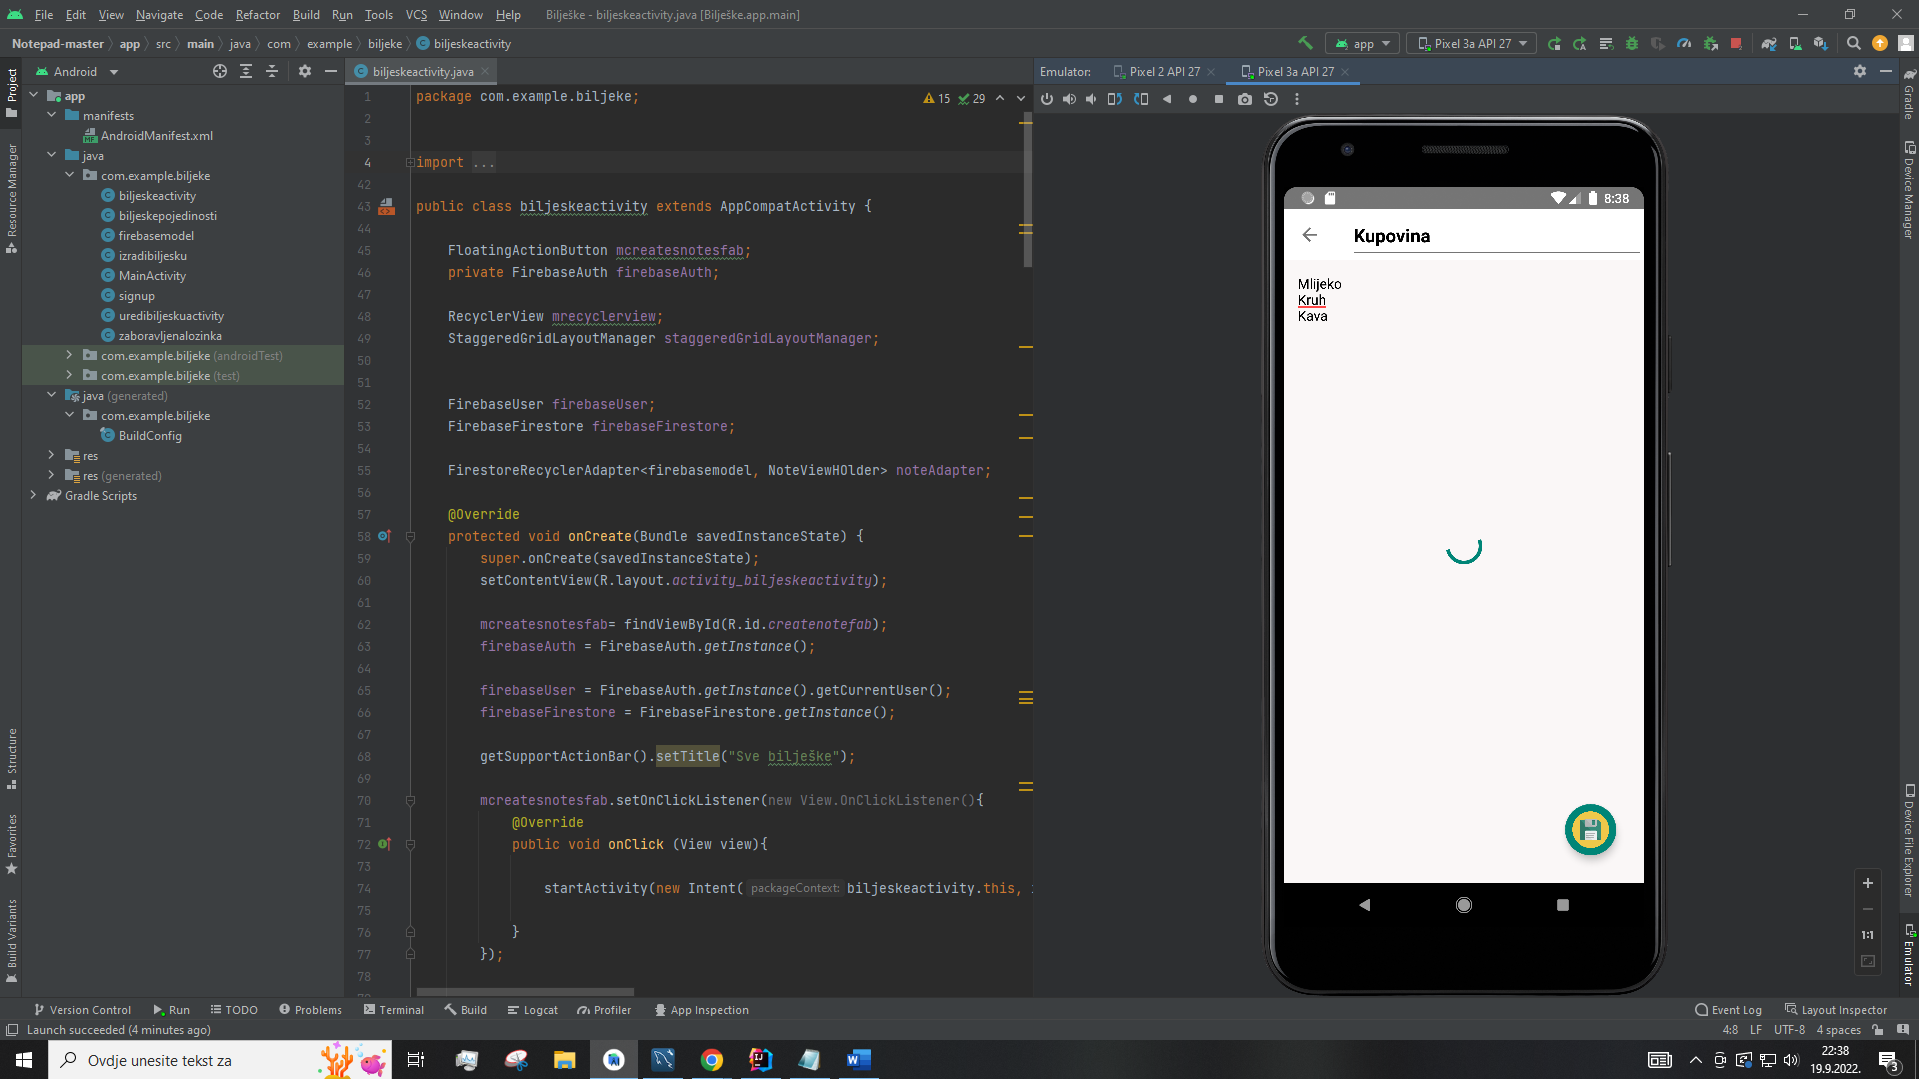 File Edit View Navigate Code Refactor Build Run Tools VCS Window Help Bilješke - biljeskeactivity.java [Bilješke.app.main]
Notepad-master app src main java com example biljeke biljeskeactivity
app Pixel 3a API 27
Project
Resource Manager
Structure
Favorites
Build Variants
Android
app
manifests
AndroidManifest.xml
java
com.example.biljeke
biljeskeactivity
biljeskepojedinosti
firebasemodel
izradibiljesku
MainActivity
signup
uredibiljeskuactivity
zaboravljenalozinka
com.example.biljeke (androidTest)
com.example.biljeke (test)
java (generated)
com.example.biljeke
BuildConfig
res
res (generated)
Gradle Scripts
biljeskeactivity.java
15 29
1 package com.example.biljeke;
2
3
4 import ...
42
43 public class biljeskeactivity extends AppCompatActivity {
44
45 FloatingActionButton mcreatesnotesfab;
46 private FirebaseAuth firebaseAuth;
47
48 RecyclerView mrecyclerview;
49 StaggeredGridLayoutManager staggeredGridLayoutManager;
50
51
52 FirebaseUser firebaseUser;
53 FirebaseFirestore firebaseFirestore;
54
55 FirestoreRecyclerAdapter<firebasemodel, NoteViewHOlder> noteAdapter;
56
57 @Override
58 protected void onCreate(Bundle savedInstanceState) {
59 super.onCreate(savedInstanceState);
60 setContentView(R.layout.activity_biljeskeactivity);
61
62 mcreatesnotesfab= findViewById(R.id.createnotefab);
63 firebaseAuth = FirebaseAuth.getInstance();
64
65 firebaseUser = FirebaseAuth.getInstance().getCurrentUser();
66 firebaseFirestore = FirebaseFirestore.getInstance();
67
68 getSupportActionBar().setTitle("Sve bilješke");
69
70 mcreatesnotesfab.setOnClickListener(new View.OnClickListener(){
71 @Override
72 public void onClick (View view){
73
74 startActivity(new Intent( packageContext: biljeskeactivity.this,
75
76 }
77 });
78
Emulator: Pixel 2 API 27 Pixel 3a API 27
8:38
Kupovina
Mlijeko
Kruh
Kava
1:1
Gradle
Device Manager
Device File Explorer
Emulator
Version Control Run TODO Problems Terminal Build Logcat Profiler App Inspection Event Log Layout Inspector
Launch succeeded (4 minutes ago) 4:8 LF UTF-8 4 spaces
Ovdje unesite tekst za
22:38
19.9.2022.
3